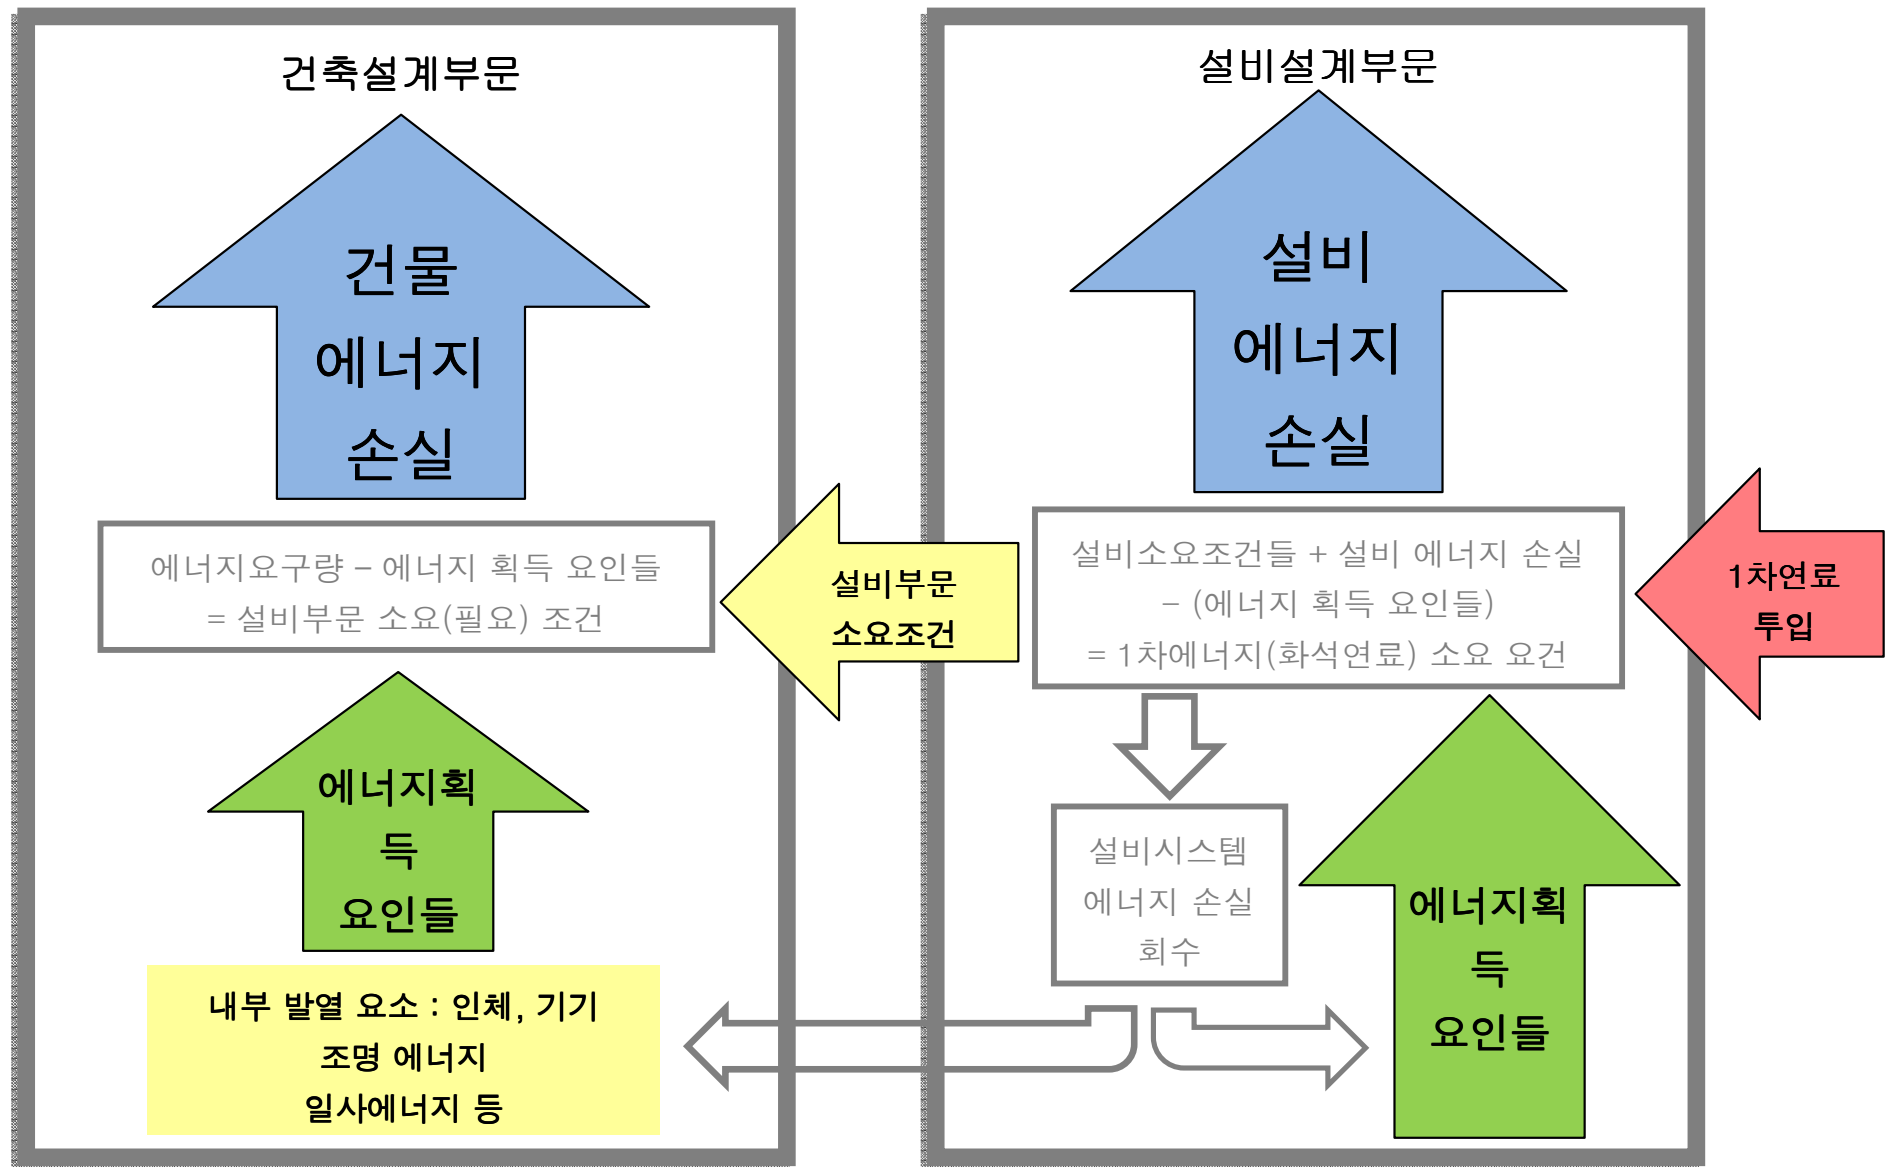 건축설계부문
건물
에너지
손실
에너지요구량 – 에너지 획득 요인들
= 설비부문 소요(필요) 조건
에너지획
득
요인들
내부 발열 요소 : 인체, 기기
조명 에너지
일사에너지 등
설비부문
소요조건
설비설계부문
설비
에너지
손실
설비소요조건들 + 설비 에너지 손실
– (에너지 획득 요인들)
= 1차에너지(화석연료) 소요 요건
설비시스템
에너지 손실
회수
에너지획
득
요인들
1차연료
투입